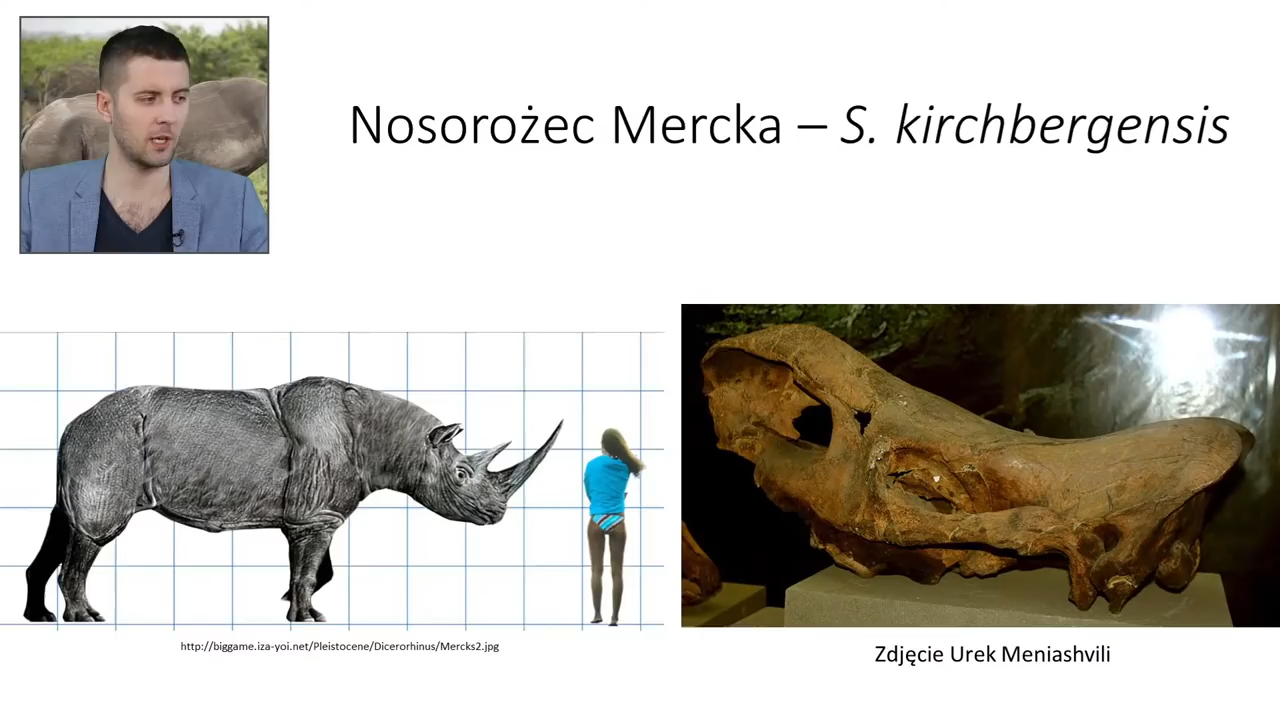 Nosorożec Mercka – S. kirchbergensis
http://biggame.iza-yoi.net/Pleistocene/Dicerorhinus/Mercks2.jpg
Zdjęcie Urek Meniashvili